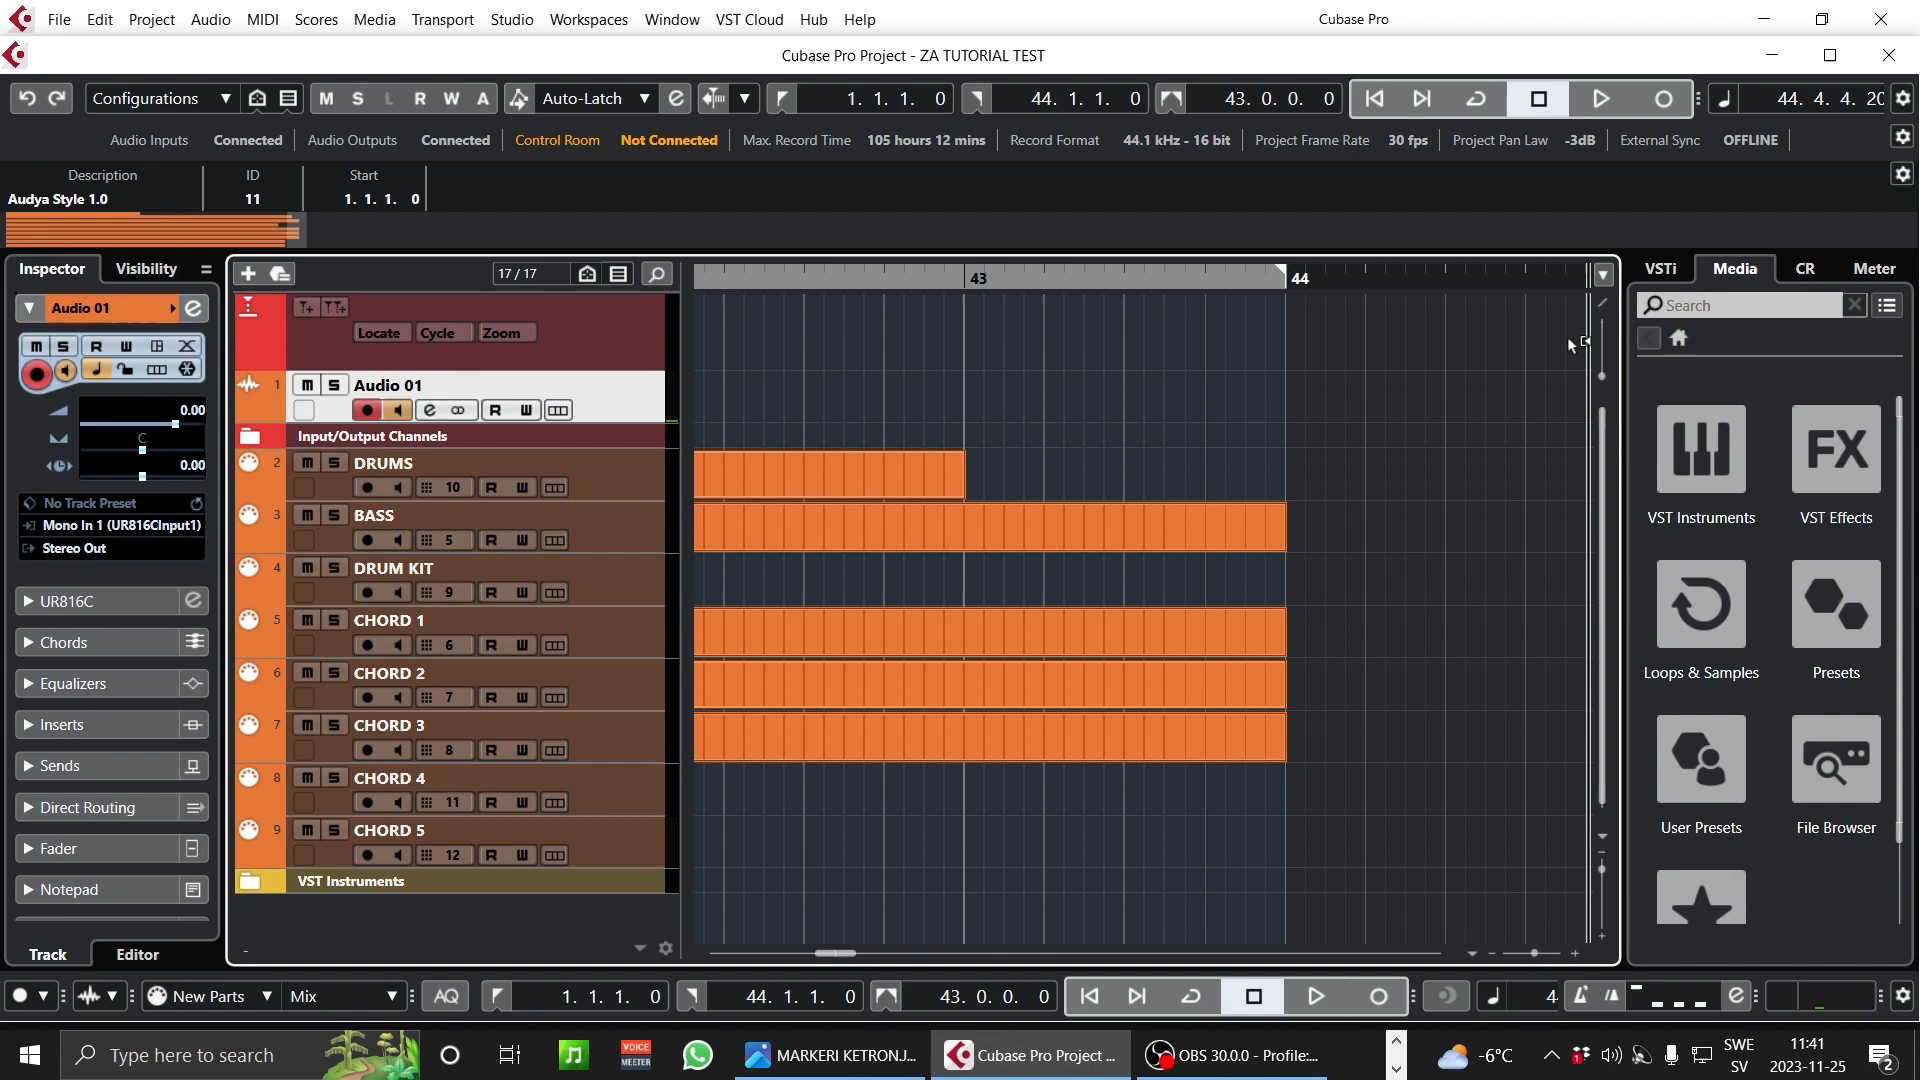 File Edit Project Audio MIDI Scores Media Transport Studio Workspaces Window VST Cloud Hub Help Cubase Pro
Cubase Pro Project - ZA TUTORIAL TEST
Configurations M S L R W A Auto-Latch 1. 1. 1. 0 44. 1. 1. 0 43. 0. 0. 0 44. 4. 4. 20
Audio Inputs Connected Audio Outputs Connected Control Room Not Connected Max. Record Time 105 hours 12 mins Record Format 44.1 kHz - 16 bit Project Frame Rate 30 fps Project Pan Law -3dB External Sync OFFLINE
Description ID Start
Audya Style 1.0 11 1. 1. 1. 0
Inspector Visibility 17 / 17 43 44 VSTi Media CR Meter
Audio 01 Search
Locate Cycle Zoom
M S R W
0.00
C
0.00
No Track Preset
Mono In 1 (UR816CInput1)
Stereo Out
UR816C
Chords
Equalizers
Inserts
Sends
Direct Routing
Fader
Notepad
Track Editor
1 M S Audio 01
R W
Input/Output Channels
2 M S DRUMS
10 R W
3 M S BASS
5 R W
4 M S DRUM KIT
9 R W
5 M S CHORD 1
6 R W
6 M S CHORD 2
7 R W
7 M S CHORD 3
8 R W
8 M S CHORD 4
11 R W
9 M S CHORD 5
12 R W
VST Instruments
VST Instruments FX VST Effects
Loops & Samples Presets
User Presets File Browser
New Parts Mix AQ 1. 1. 1. 0 44. 1. 1. 0 43. 0. 0. 0 4
Type here to search VOICE MEETER MARKERI KETRONJ... Cubase Pro Project ... OBS 30.0.0 - Profile:... -6°C SWE 11:41
SV 2023-11-25 2